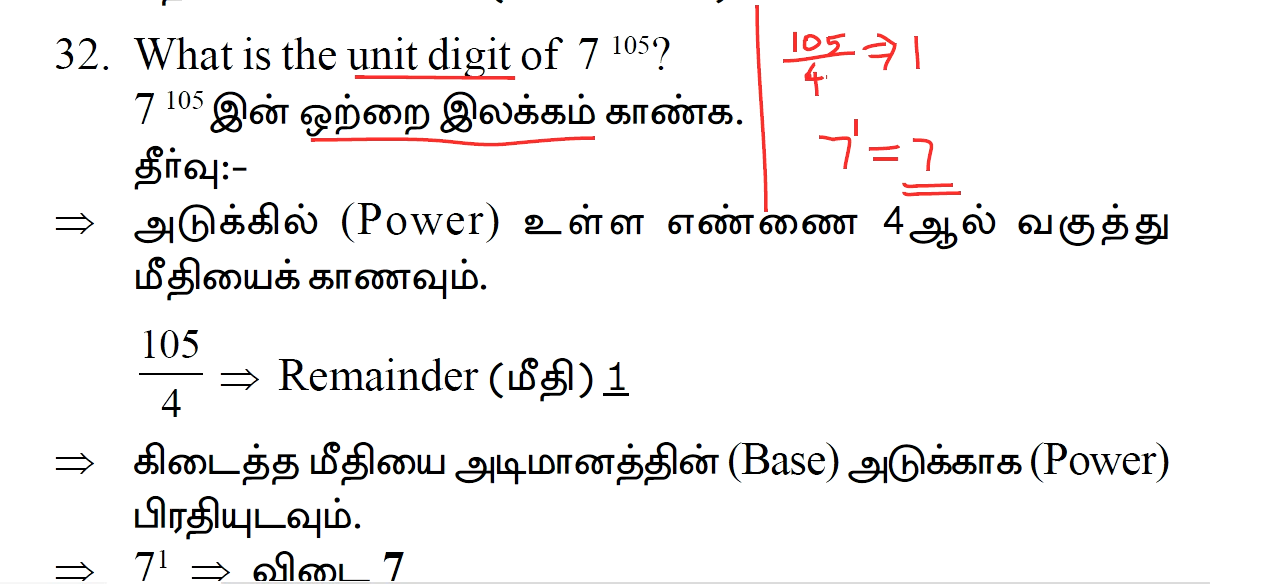 32. What is the unit digit of 7 ¹⁰⁵?
7 ¹⁰⁵ இன் ஒற்றை இலக்கம் காண்க.
தீர்வு:-
⇒ அடுக்கில் (Power) உள்ள எண்ணை 4ஆல் வகுத்து
மீதியைக் காணவும்.
105
4
⇒ Remainder (மீதி) 1
⇒ கிடைத்த மீதியை அடிமானத்தின் (Base) அடுக்காக (Power)
பிரதியுடவும்.
⇒ 7¹ ⇒ விடை 7
105
4
⇒ 1
7¹ = 7